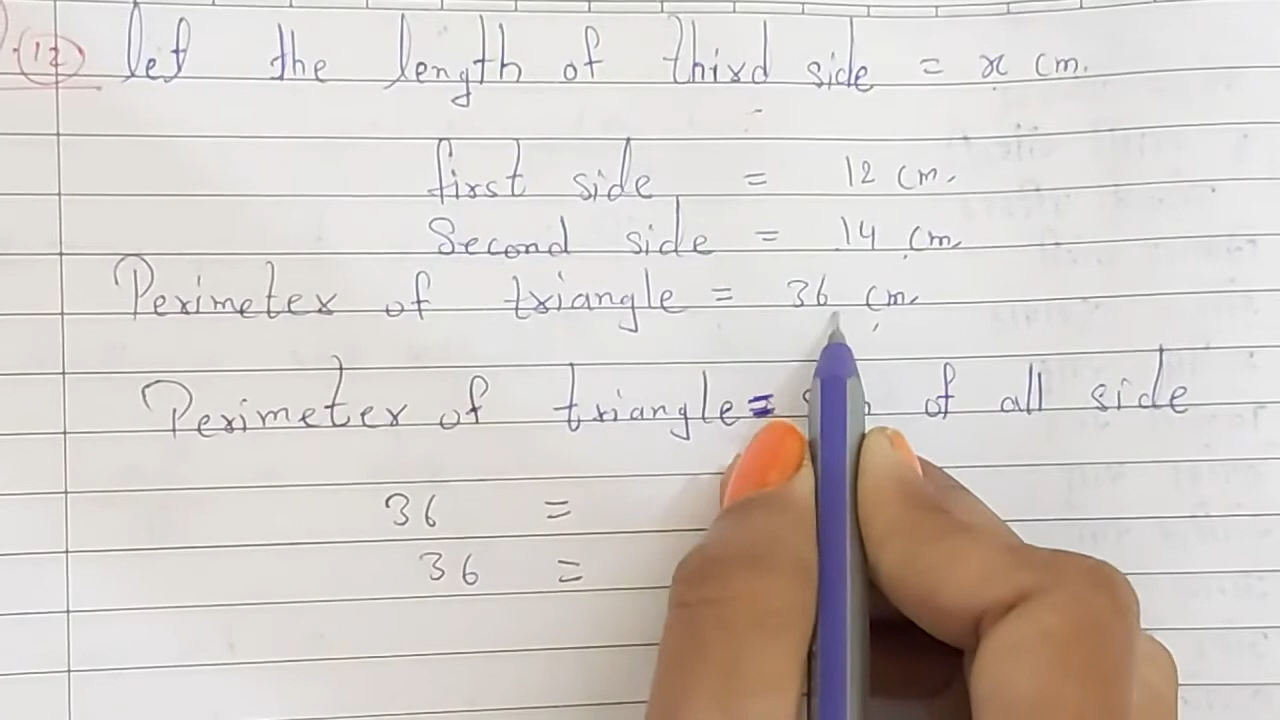 (12) let the length of third side = x cm.
first side = 12 cm.
Second side = 14 cm.
Perimeter of triangle = 36 cm.
Perimeter of triangle = of all side
36 =
36 =